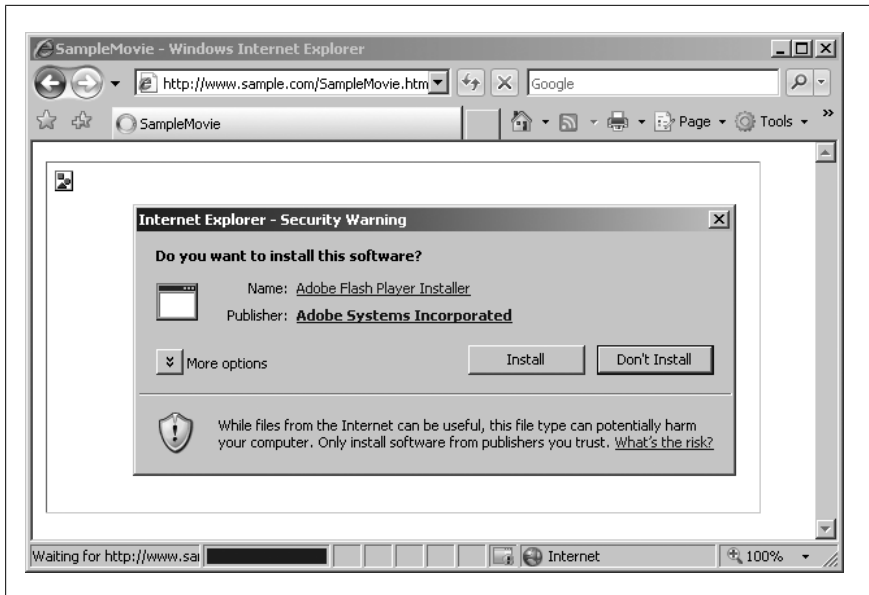 SampleMovie - Windows Internet Explorer
http://www.sample.com/SampleMovie.htm
Google
SampleMovie
Page
Tools
»
Internet Explorer - Security Warning
Do you want to install this software?
Name: Adobe Flash Player Installer
Publisher: Adobe Systems Incorporated
More options
Install
Don't Install
While files from the Internet can be useful, this file type can potentially harm
your computer. Only install software from publishers you trust. What's the risk?
Waiting for http://www.sai
Internet
100%